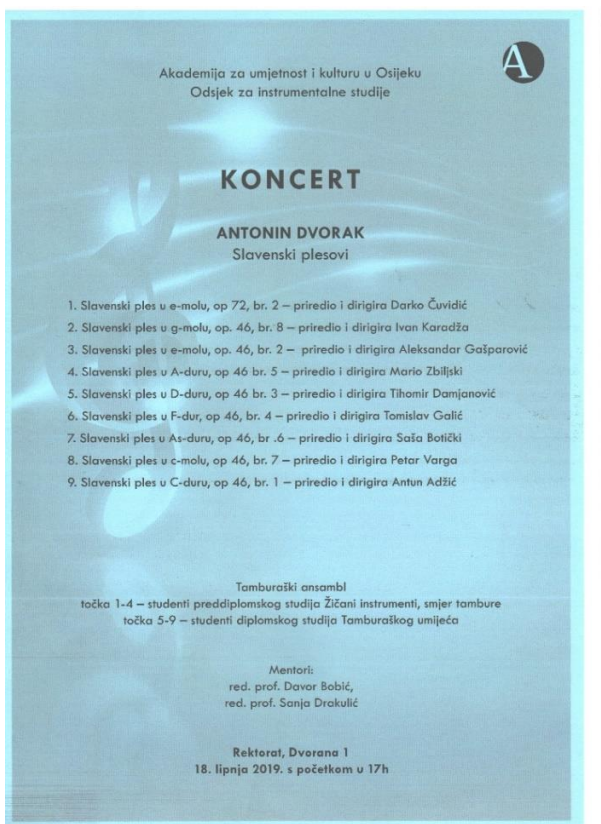 A
Akademija za umjetnost i kulturu u Osijeku
Odsjek za instrumentalne studije
KONCERT
ANTONIN DVORAK
Slavenski plesovi
1. Slavenski ples u e-molu, op 72, br. 2 – priredio i dirigira Darko Čuvidić
2. Slavenski ples u g-molu, op. 46, br. 8 – priredio i dirigira Ivan Karadža
3. Slavenski ples u e-molu, op. 46, br. 2 – priredio i dirigira Aleksandar Gašparović
4. Slavenski ples u A-duru, op 46 br. 5 – priredio i dirigira Mario Zbiljski
5. Slavenski ples u D-duru, op 46 br. 3 – priredio i dirigira Tihomir Damjanović
6. Slavenski ples u F-dur, op 46, br. 4 – priredio i dirigira Tomislav Galić
7. Slavenski ples u As-duru, op 46, br .6 – priredio i dirigira Saša Botički
8. Slavenski ples u c-molu, op 46, br. 7 – priredio i dirigira Petar Varga
9. Slavenski ples u C-duru, op 46, br. 1 – priredio i dirigira Antun Adžić
Tamburaški ansambl
točka 1-4 – studenti preddiplomskog studija Žičani instrumenti, smjer tambure
točka 5-9 – studenti diplomskog studija Tamburaškog umijeća
Mentori:
red. prof. Davor Bobić,
red. prof. Sanja Drakulić
Rektorat, Dvorana 1
18. lipnja 2019. s početkom u 17h